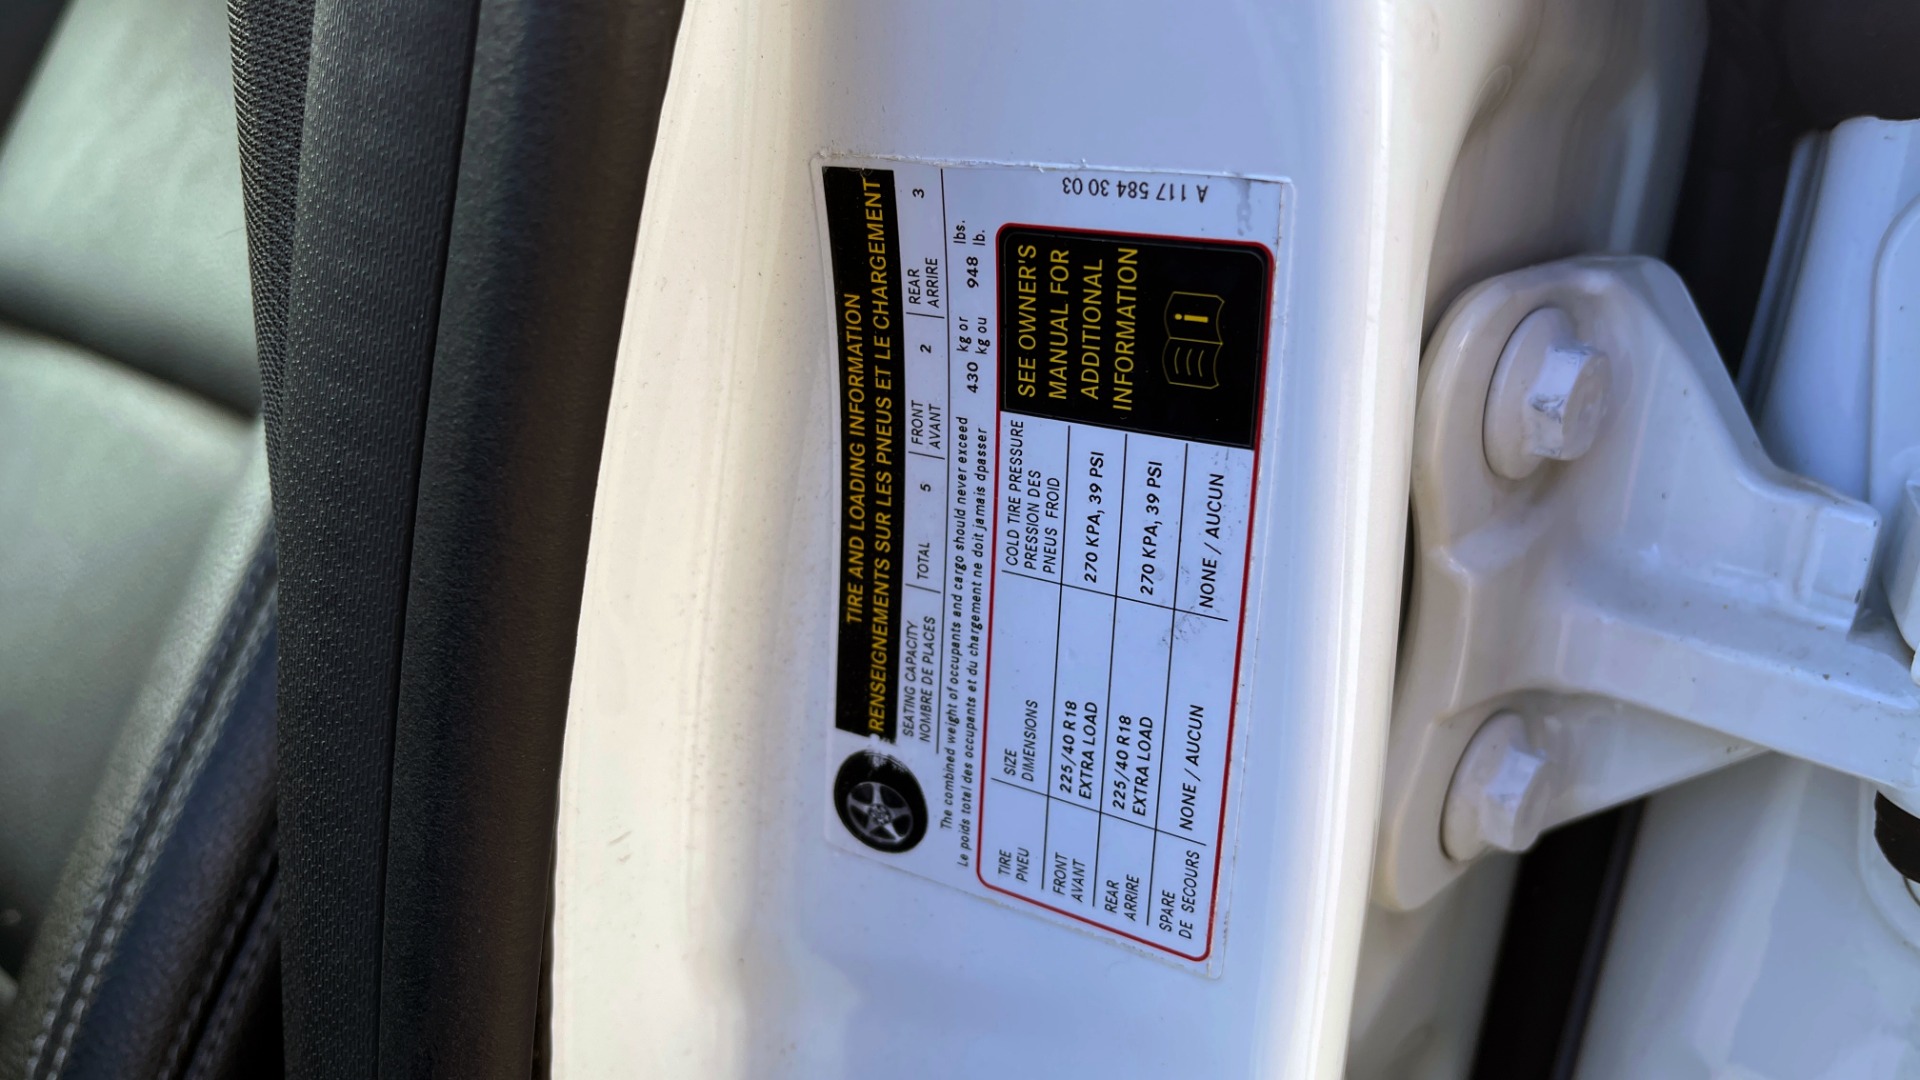 TIRE AND LOADING INFORMATION
RENSEIGNEMENTS SUR LES PNEUS ET LE CHARGEMENT
SEATING CAPACITY | TOTAL 5 | FRONT 2 | REAR 3
NOMBRE DE PLACES AVANT ARRIRE
The combined weight of occupants and cargo should never exceed 430 kg or 948 lbs.
Le poids total des occupants et du chargement ne doit jamais dpasser kg ou lb.
TIRE SIZE COLD TIRE PRESSURE
PNEU DIMENSIONS PRESSION DES
PNEUS FROID
FRONT 225/40 R18 270 KPA, 39 PSI
AVANT EXTRA LOAD
REAR 225/40 R18 270 KPA, 39 PSI
ARRIRE EXTRA LOAD
SPARE
DE SECOURS NONE / AUCUN NONE / AUCUN
SEE OWNER'S
MANUAL FOR
ADDITIONAL
INFORMATION
i
A 117 584 30 03